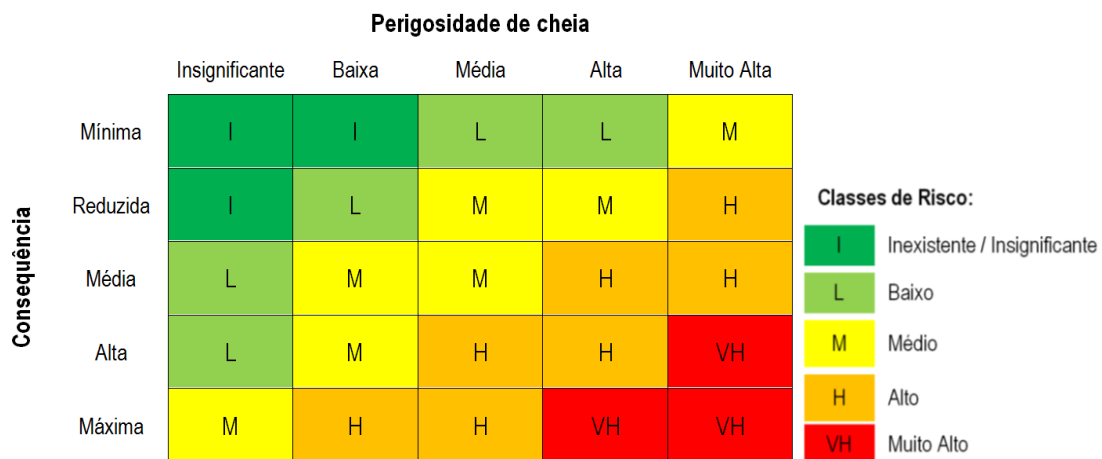 Perigosidade de cheia
Insignificante Baixa Média Alta Muito Alta
Consequência
Mínima I I L L M
Reduzida I L M M H
Média L M M H H
Alta L M H H VH
Máxima M H H VH VH
Classes de Risco:
I Inexistente / Insignificante
L Baixo
M Médio
H Alto
VH Muito Alto